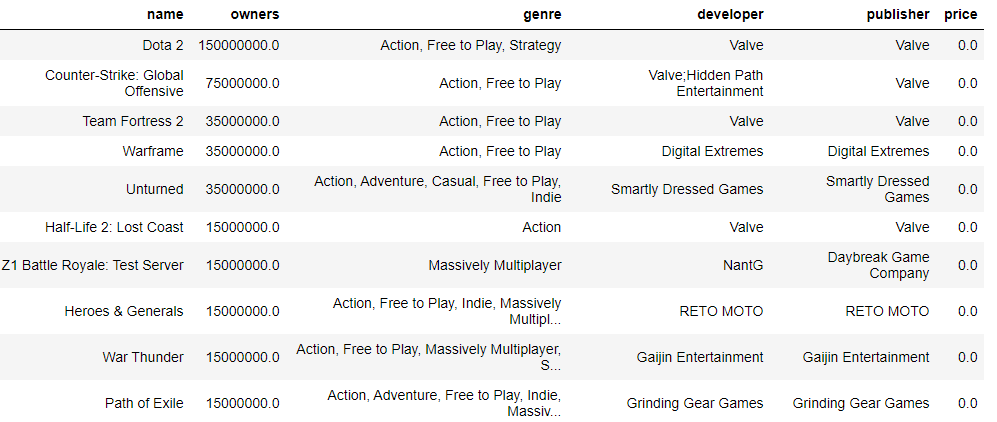 name owners genre developer publisher price
Dota 2 150000000.0 Action, Free to Play, Strategy Valve Valve 0.0
Counter-Strike: Global Offensive 75000000.0 Action, Free to Play Valve;Hidden Path Entertainment Valve 0.0
Team Fortress 2 35000000.0 Action, Free to Play Valve Valve 0.0
Warframe 35000000.0 Action, Free to Play Digital Extremes Digital Extremes 0.0
Unturned 35000000.0 Action, Adventure, Casual, Free to Play, Indie Smartly Dressed Games Smartly Dressed Games 0.0
Half-Life 2: Lost Coast 15000000.0 Action Valve Valve 0.0
Z1 Battle Royale: Test Server 15000000.0 Massively Multiplayer NantG Daybreak Game Company 0.0
Heroes & Generals 15000000.0 Action, Free to Play, Indie, Massively Multipl... RETO MOTO RETO MOTO 0.0
War Thunder 15000000.0 Action, Free to Play, Massively Multiplayer, S... Gaijin Entertainment Gaijin Entertainment 0.0
Path of Exile 15000000.0 Action, Adventure, Free to Play, Indie, Massiv... Grinding Gear Games Grinding Gear Games 0.0